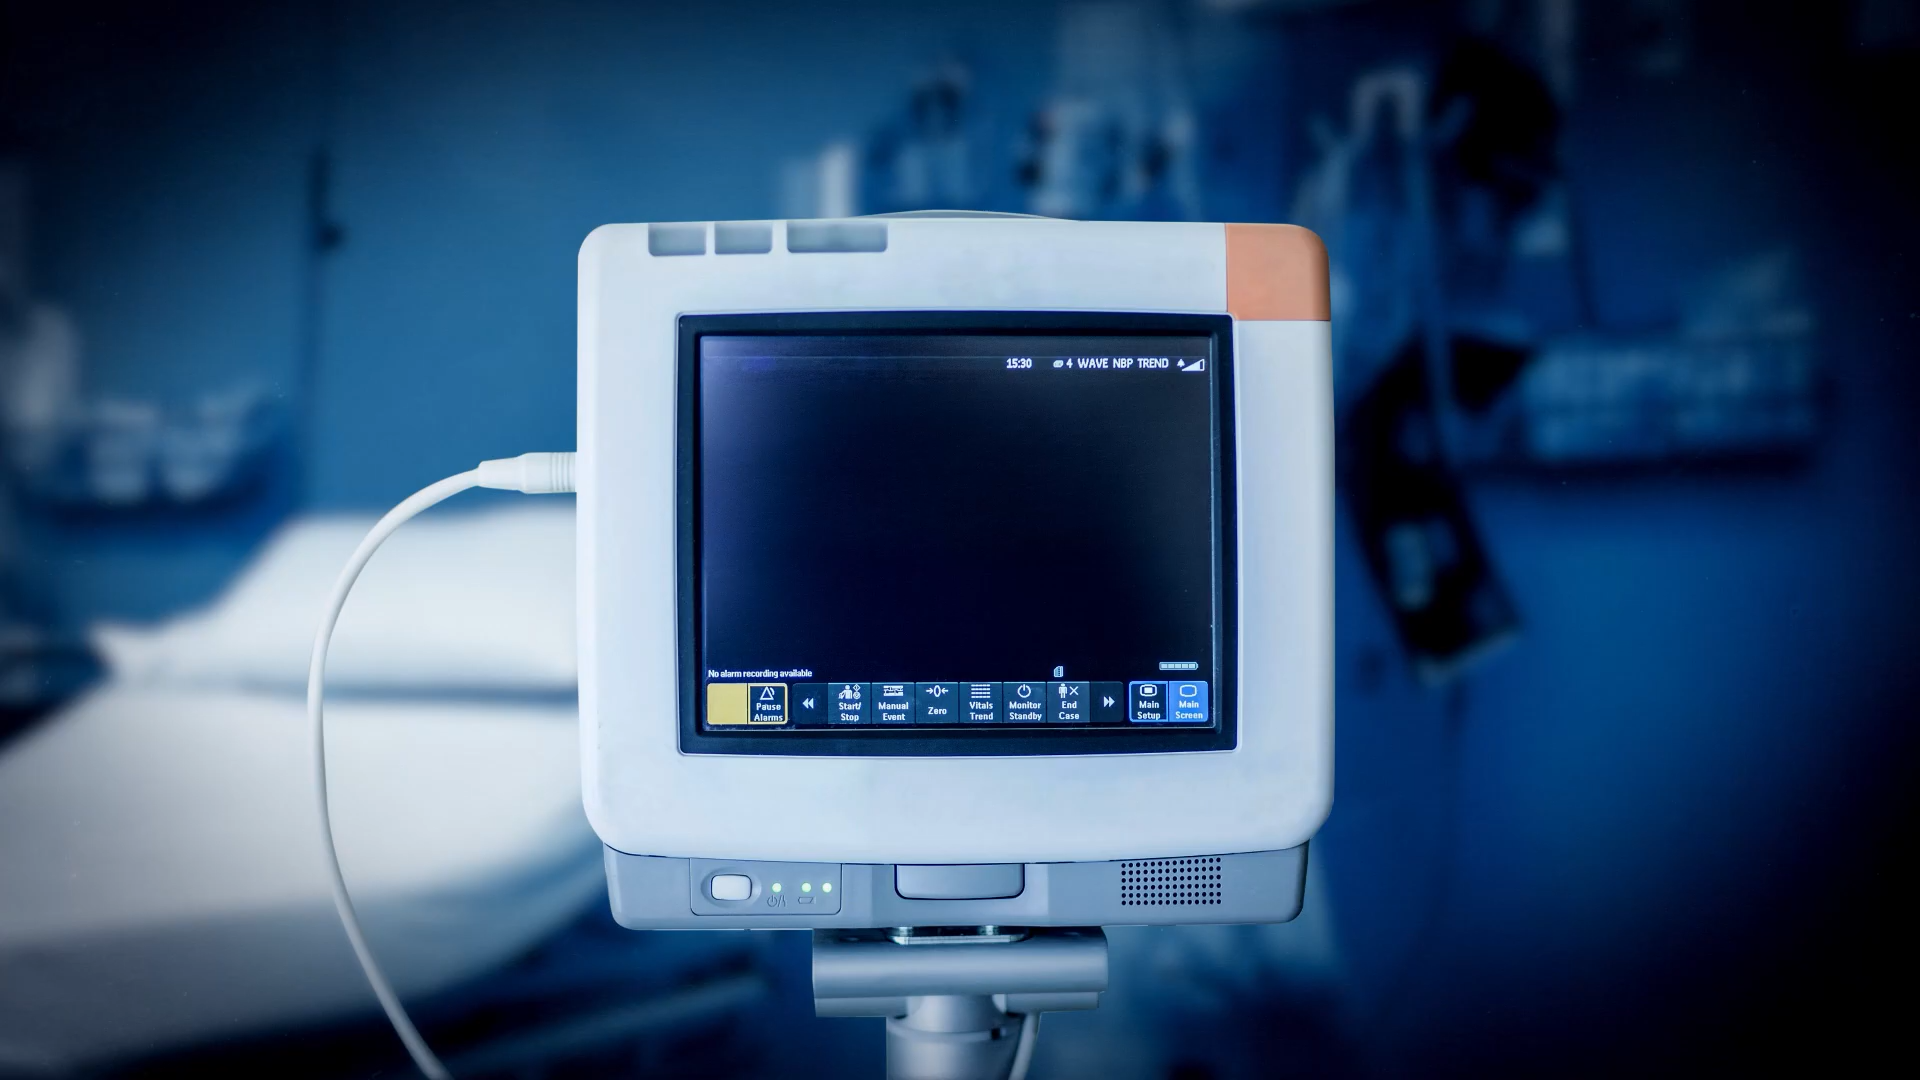 15:30 4 WAVE NBP TREND
No alarm recording available
Pause
Alarms
Start/
Stop
Manual
Event
Zero
Vitals
Trend
Monitor
Standby
End
Case
Main
Setup
Main
Screen